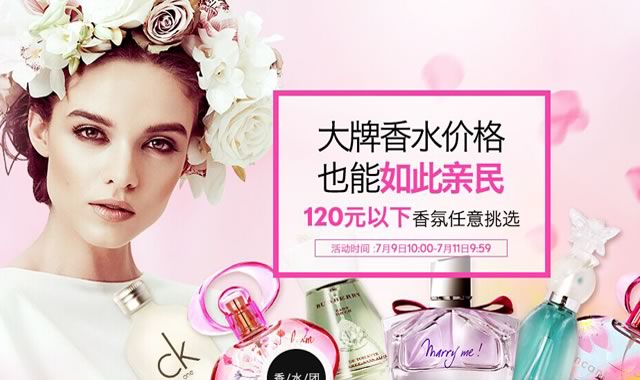 大牌香水价格
也能如此亲民
120元以下香氛任意挑选
活动时间:7月9日10:00-7月11日9:59
BURBERRY
ck
one
Marry me!
香/水/团